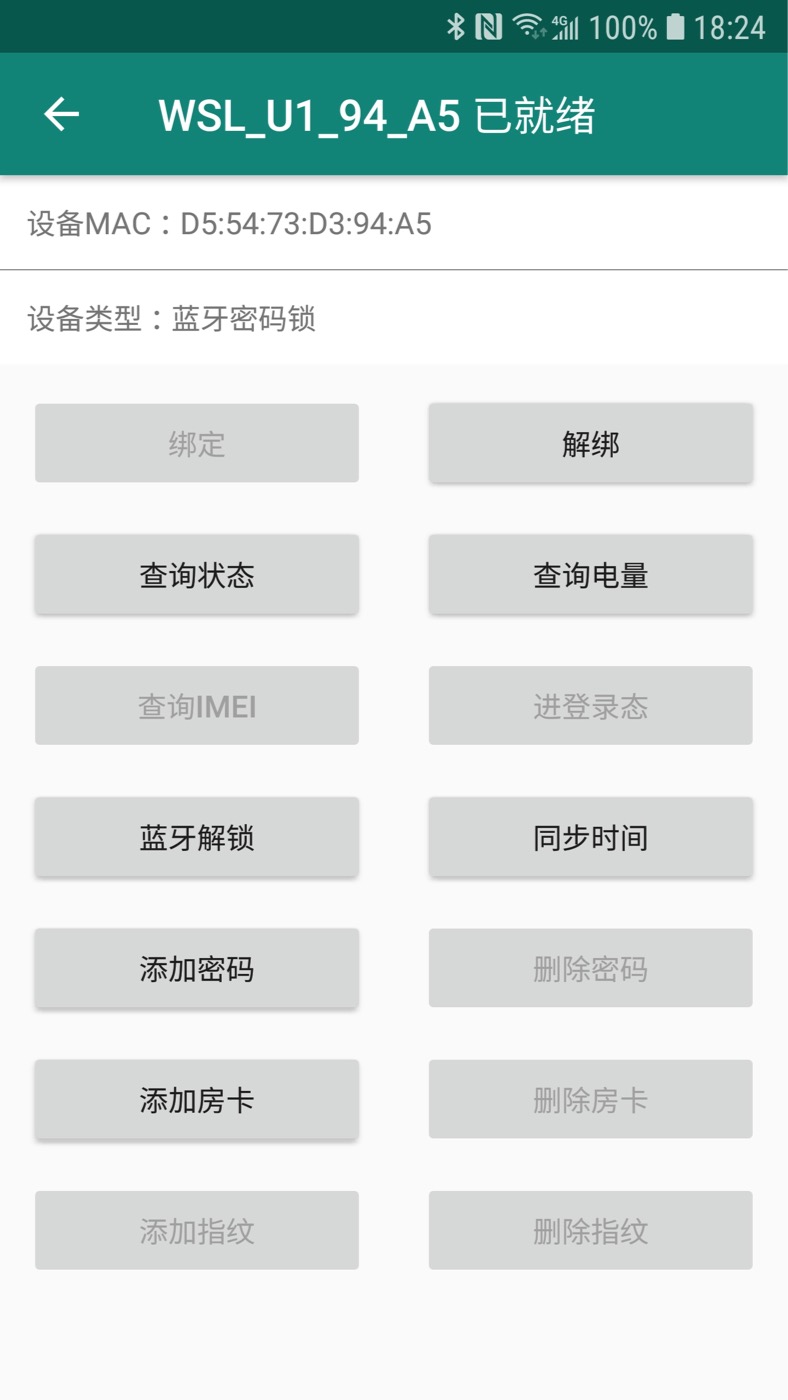 100% 18:24
WSL_U1_94_A5 已就绪
设备MAC：D5:54:73:D3:94:A5
设备类型：蓝牙密码锁
绑定 解绑
查询状态 查询电量
查询IMEI 进登录态
蓝牙解锁 同步时间
添加密码 删除密码
添加房卡 删除房卡
添加指纹 删除指纹